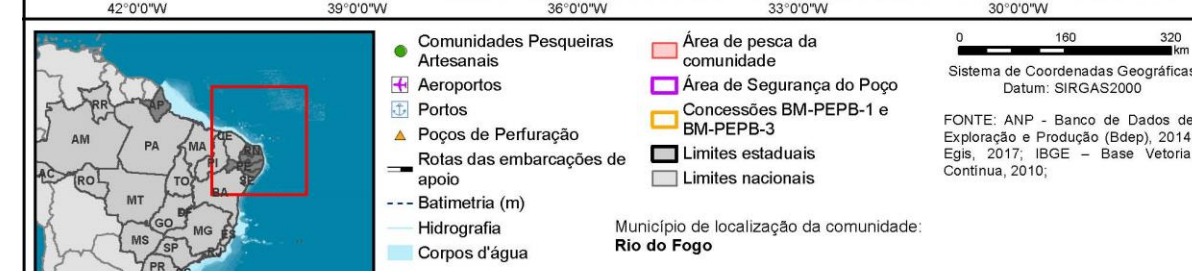 42°0'0"W 39°0'0"W 36°0'0"W 33°0'0"W 30°0'0"W
RR
AP
AM
PA
MA
CE
RN
PI
PE
AC
RO
TO
SE
BA
MT
DF
GO
MG
ES
MS
SP
RJ
PR
Comunidades Pesqueiras
Artesanais
Aeroportos
Portos
Poços de Perfuração
Rotas das embarcações de
apoio
Batimetria (m)
Hidrografia
Corpos d'água
Área de pesca da
comunidade
Área de Segurança do Poço
Concessões BM-PEPB-1 e
BM-PEPB-3
Limites estaduais
Limites nacionais
Município de localização da comunidade:
Rio do Fogo
0 160 320
km
Sistema de Coordenadas Geográficas
Datum: SIRGAS2000
FONTE: ANP - Banco de Dados de
Exploração e Produção (Bdep), 2014
Egis, 2017; IBGE – Base Vetoria
Contínua, 2010;